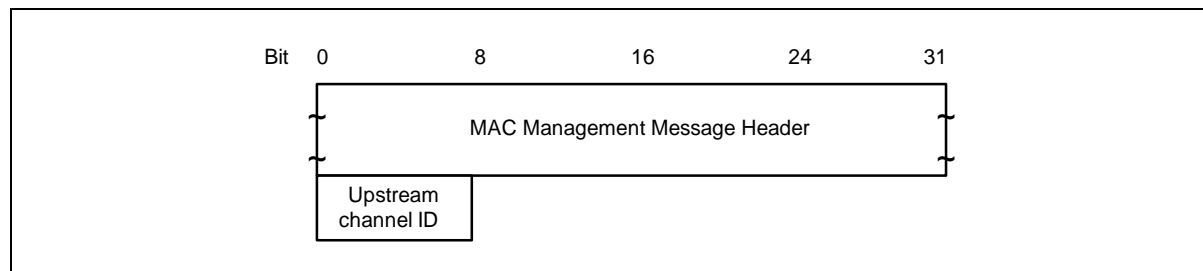 Bit 0 8 16 24 31
MAC Management Message Header
Upstream
channel ID